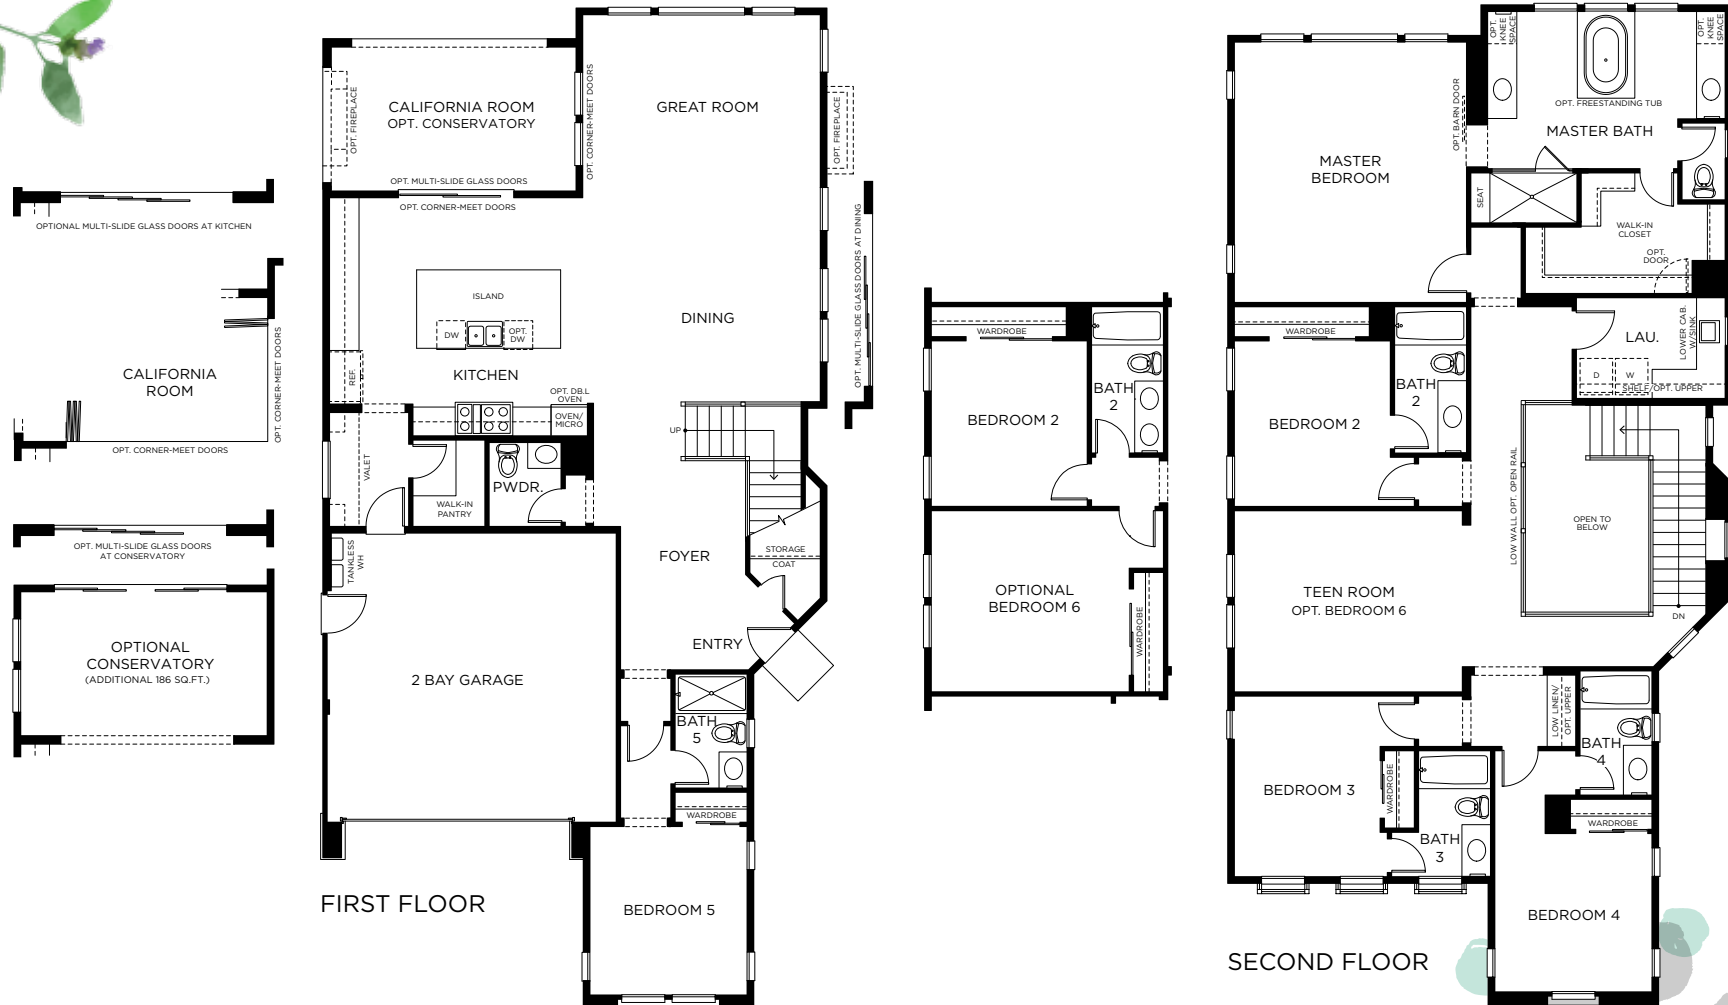 OPTIONAL MULTI-SLIDE GLASS DOORS AT KITCHEN
CALIFORNIA
ROOM
OPT. CORNER-MEET DOORS
OPT. CORNER-MEET DOORS
OPT. MULTI-SLIDE GLASS DOORS
AT CONSERVATORY
OPTIONAL
CONSERVATORY
(ADDITIONAL 186 SQ.FT.)
OPT. FIREPLACE
CALIFORNIA ROOM
OPT. CONSERVATORY
OPT. CORNER-MEET DOORS
OPT. MULTI-SLIDE GLASS DOORS
OPT. CORNER-MEET DOORS
GREAT ROOM
OPT. FIREPLACE
OPT. MULTI-SLIDE GLASS DOORS AT DINING
ISLAND
DW
OPT.
DW
DINING
REF.
KITCHEN
OPT. DB.L
OVEN
OVEN/
MICRO
UP
VALET
WALK-IN
PANTRY
PWDR.
TANKLESS
WH
FOYER
STORAGE
COAT
ENTRY
2 BAY GARAGE
BATH
5
WARDROBE
BEDROOM 5
FIRST FLOOR
WARDROBE
BATH
2
BEDROOM 2
OPTIONAL
BEDROOM 6
WARDROBE
OPT.
KNEE
SPACE
OPT.
KNEE
SPACE
OPT. FREESTANDING TUB
OPT. BARN DOOR
MASTER BATH
MASTER
BEDROOM
SEAT
WALK-IN
CLOSET
OPT.
DOOR
WARDROBE
LAU.
LOWER CAB.
W/SINK
D
W
SHELF/OPT. UPPER
BATH
2
BEDROOM 2
LOW WALL OPT. OPEN RAIL
OPEN TO
BELOW
TEEN ROOM
OPT. BEDROOM 6
DN
LOW LINEN/
OPT. UPPER
BATH
4
BEDROOM 3
WARDROBE
WARDROBE
BATH
3
BEDROOM 4
SECOND FLOOR